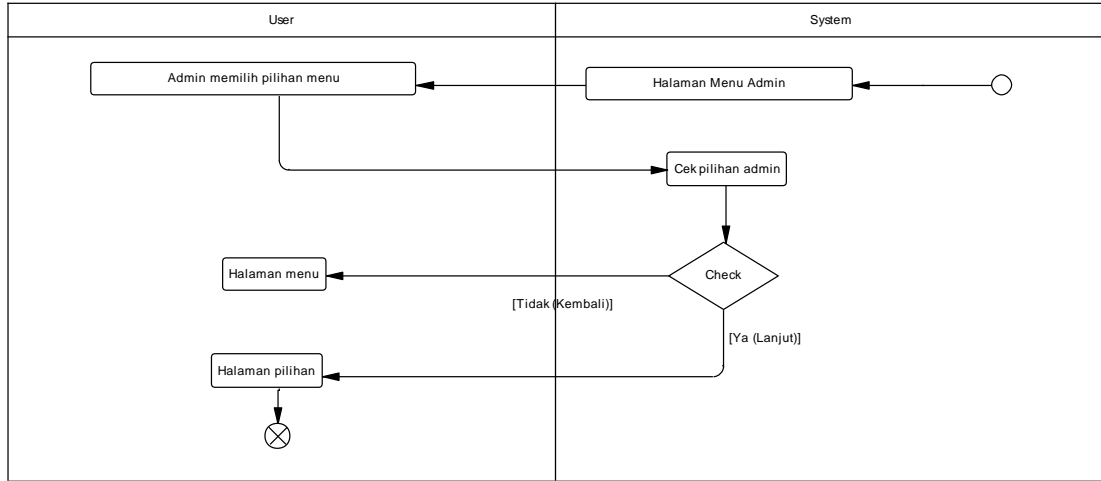 User
System
Admin memilih pilihan menu
Halaman Menu Admin
Cek pilihan admin
Halaman menu
Check
[Tidak (Kembali)]
[Ya (Lanjut)]
Halaman pilihan